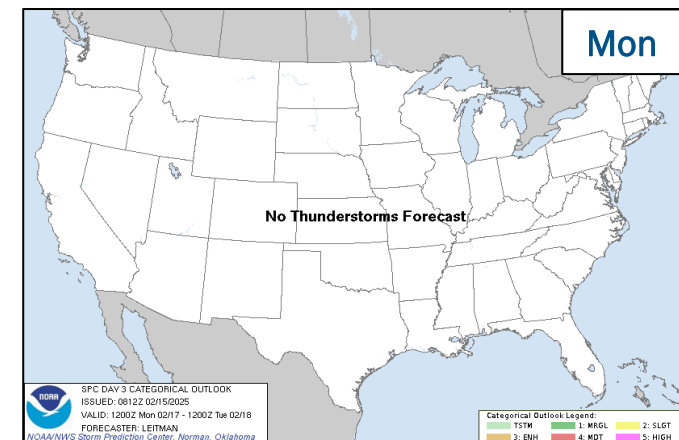 Mon
No Thunderstorms Forecast
NOAA
SPC DAY 3 CATEGORICAL OUTLOOK
ISSUED: 0812Z 02/15/2025
VALID: 1200Z Mon 02/17 - 1200Z Tue 02/18
FORECASTER: LEITMAN
NOAA/NWS Storm Prediction Center, Norman, Oklahoma
Categorical Outlook Legend:
TSTM 1: MRGL 2: SLGT
3: ENH 4: MDT 5: HIGH